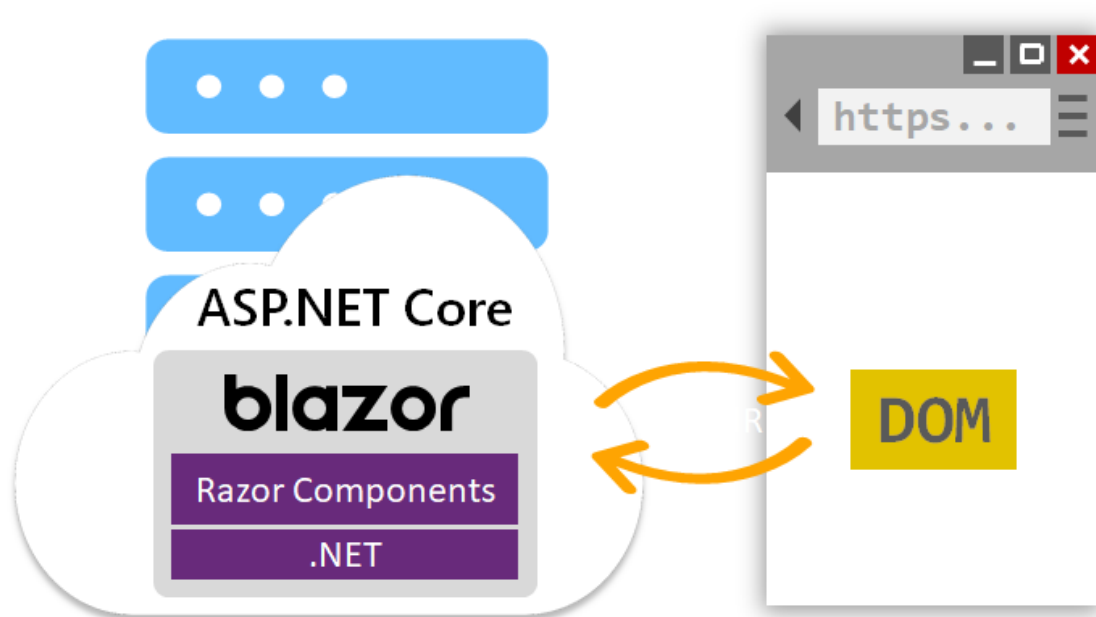 https...
ASP.NET Core
blazor
Razor Components
.NET
R
DOM